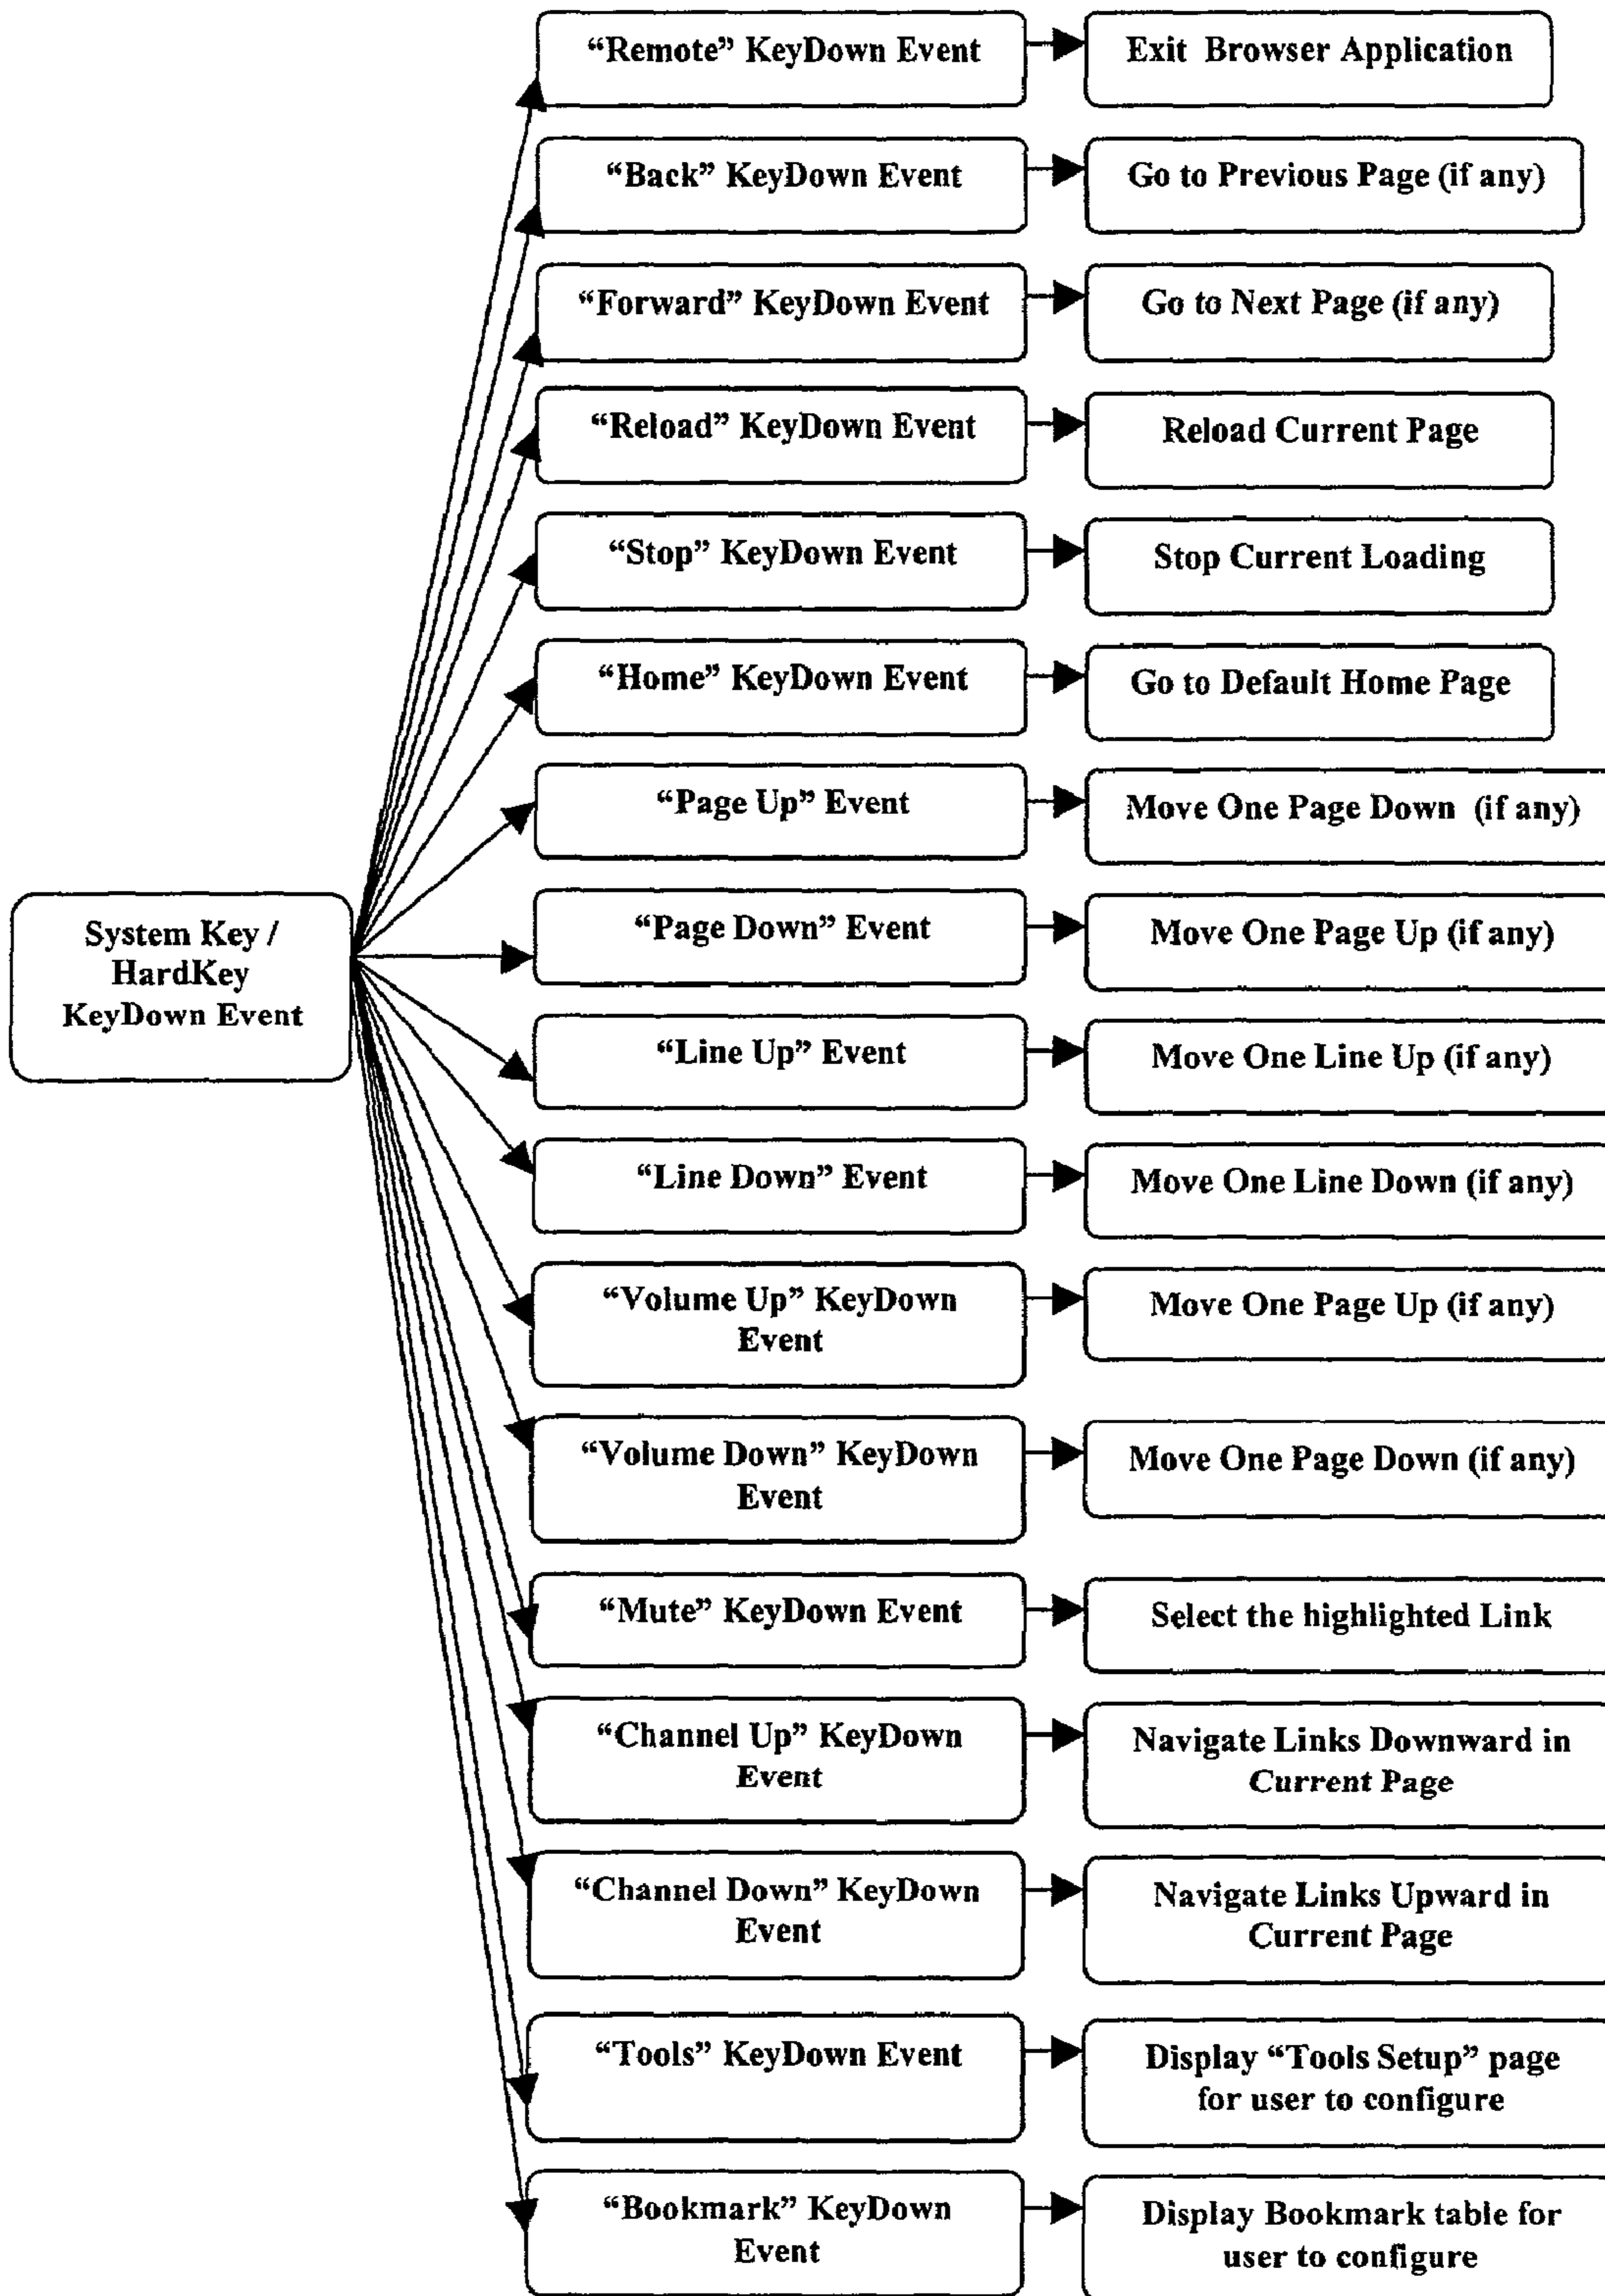 “Remote” KeyDown Event
Exit Browser Application
“Back” KeyDown Event
Go to Previous Page (if any)
“Forward” KeyDown Event
Go to Next Page (if any)
“Reload” KeyDown Event
Reload Current Page
“Stop” KeyDown Event
Stop Current Loading
“Home” KeyDown Event
Go to Default Home Page
“Page Up” Event
Move One Page Down (if any)
System Key /
HardKey
KeyDown Event
“Page Down” Event
Move One Page Up (if any)
“Line Up” Event
Move One Line Up (if any)
“Line Down” Event
Move One Line Down (if any)
“Volume Up” KeyDown
Event
Move One Page Up (if any)
“Volume Down” KeyDown
Event
Move One Page Down (if any)
“Mute” KeyDown Event
Select the highlighted Link
“Channel Up” KeyDown
Event
Navigate Links Downward in
Current Page
“Channel Down” KeyDown
Event
Navigate Links Upward in
Current Page
“Tools” KeyDown Event
Display “Tools Setup” page
for user to configure
“Bookmark” KeyDown
Event
Display Bookmark table for
user to configure